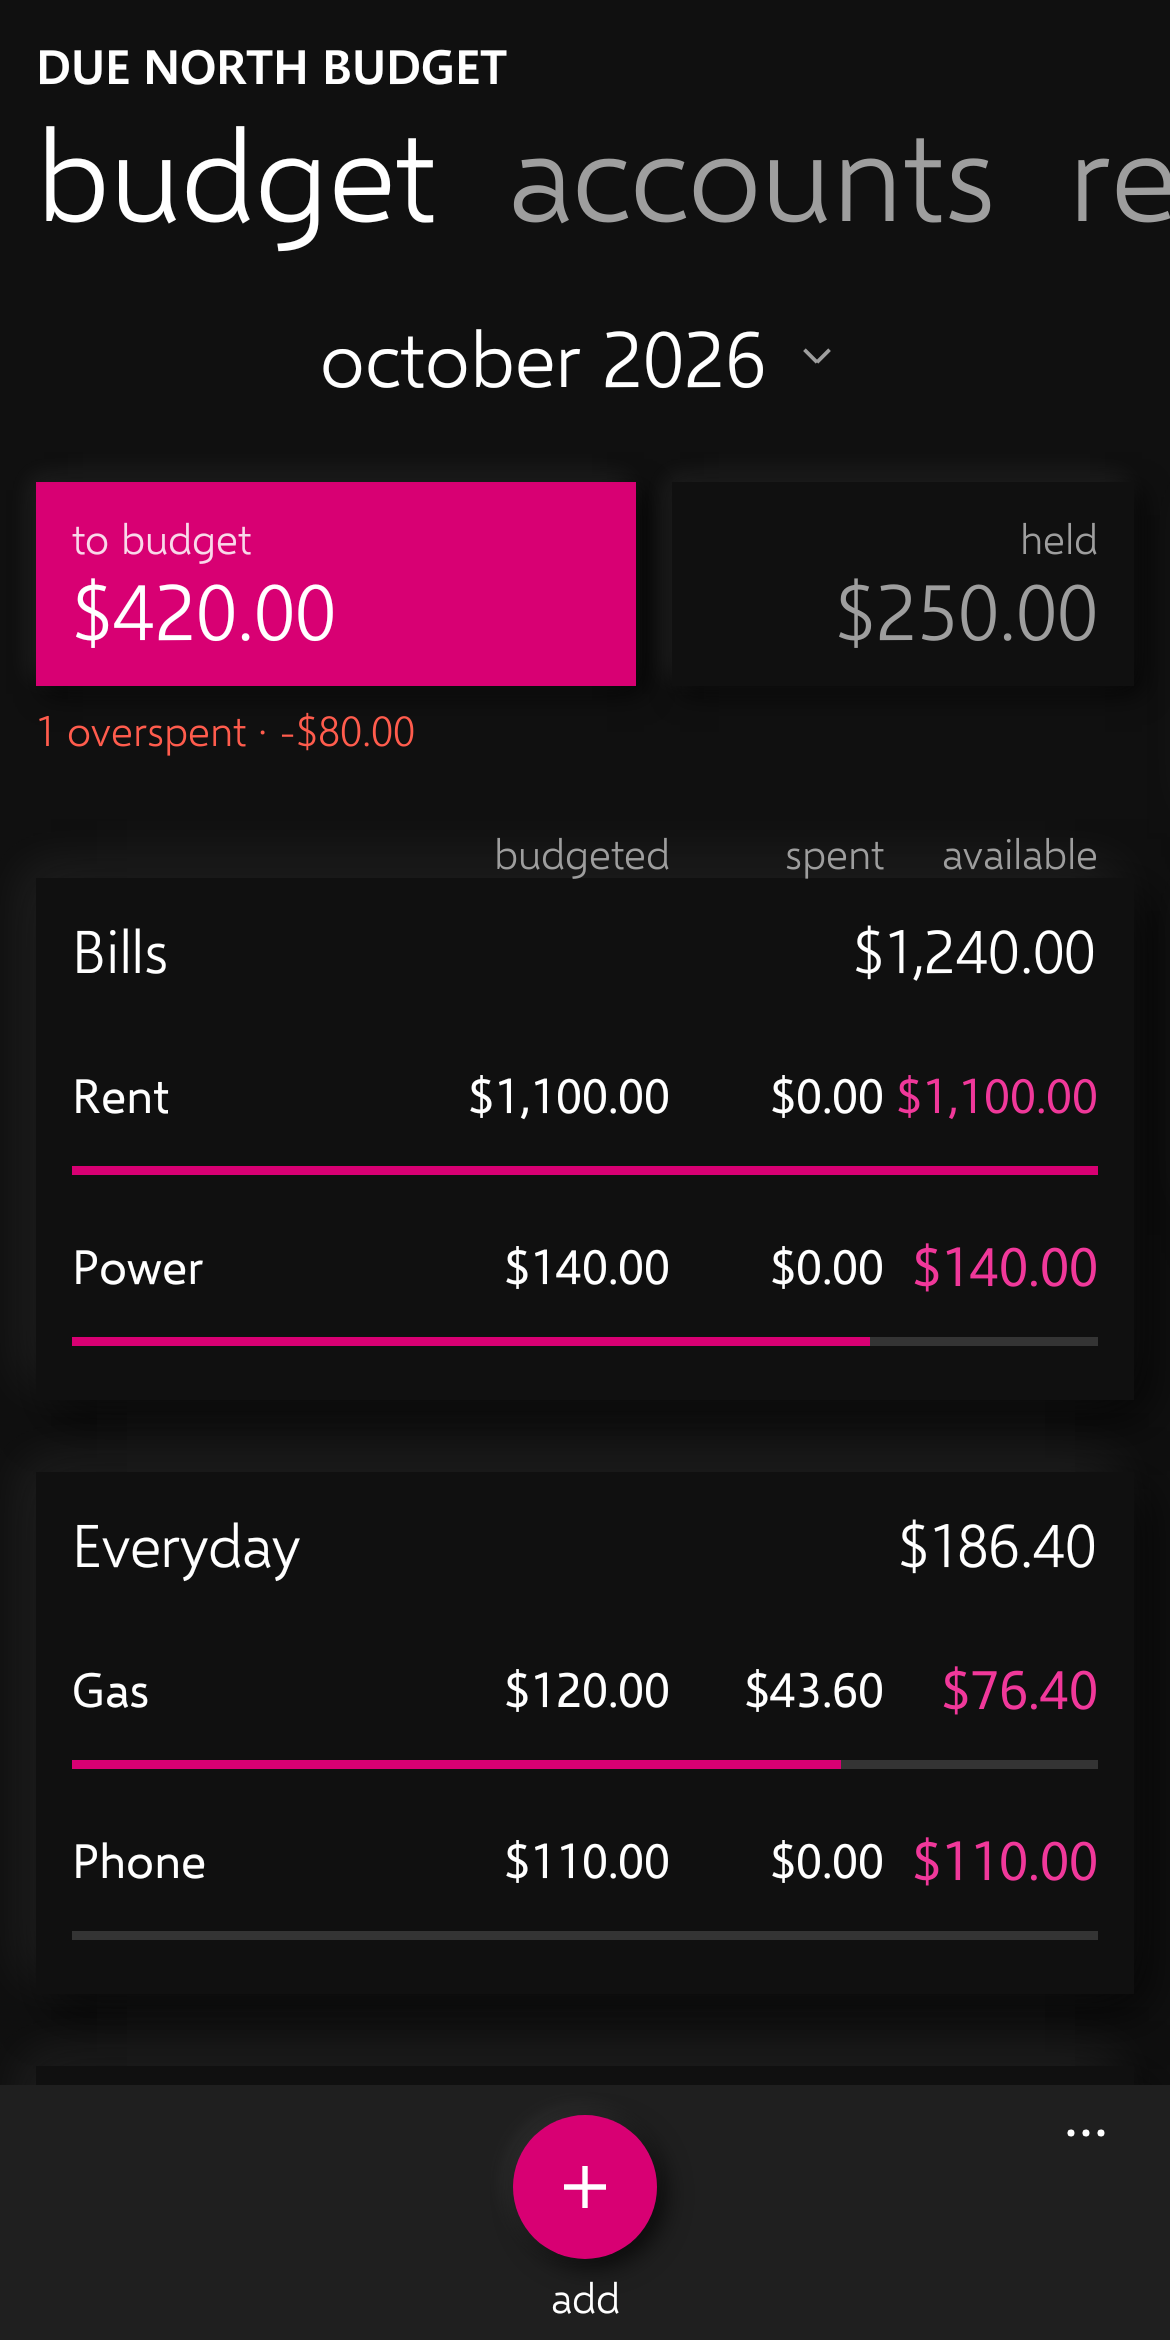 DUE NORTH BUDGET
budget accounts re
october 2026
to budget
$420.00
held
$250.00
1 overspent · -$80.00
budgeted spent available
Bills $1,240.00
Rent $1,100.00 $0.00 $1,100.00
Power $140.00 $0.00 $140.00
Everyday $186.40
Gas $120.00 $43.60 $76.40
Phone $110.00 $0.00 $110.00
add